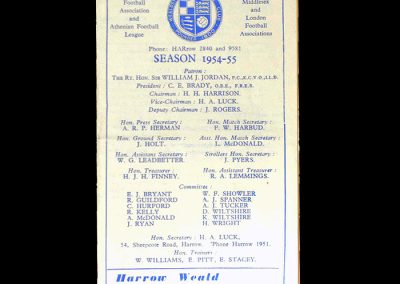 Football
Association
and
Athenian Football
League
Middlesex
and
London
Football
Associations
Phone: HARrow 2840 and 9581
SEASON 1954-55
Patron :
THE RT. HON. SIR WILLIAM J. JORDAN, P.C., K.C.V.O., LL.D.
President : C. E. BRADY, O.B.E., F.R.E.S.
Chairman : H. H. HARRISON.
Vice-Chairman : H. A. LUCK.
Deputy Chairman : J. ROGERS.
Hon. Press Secretary : Hon. Match Secretary :
A. R. P. HERMAN P. W. HARBUD.
Hon. Ground Secretary : Asst. Hon. Match Secretary :
J. HOLT. L. McDONALD.
Hon. Assistant Secretary : Strollers Hon. Secretary :
W. G. LEADBETTER. J. PYERS.
Hon. Treasurer : Hon. Assistant Treasurer :
H. J. H. FINNEY. R. A. LEMMINGS.
Committee :
E. J. BRYANT W. F. SHOWLER
R. GUILDFORD A. J. SPANNER
C. HURFORD A. J. TUCKER
R. KELLY D. WILTSHIRE
A. McDONALD K. WILTSHIRE
J. RYAN H. WRIGHT
Hon. Secretary : H. A. LUCK,
54, Sheepcote Road, Harrow. 'Phone Harrow 1951.
Hon. Trainers :
W. WILLIAMS, E. PITT, E. STACEY.
Harrow Weald